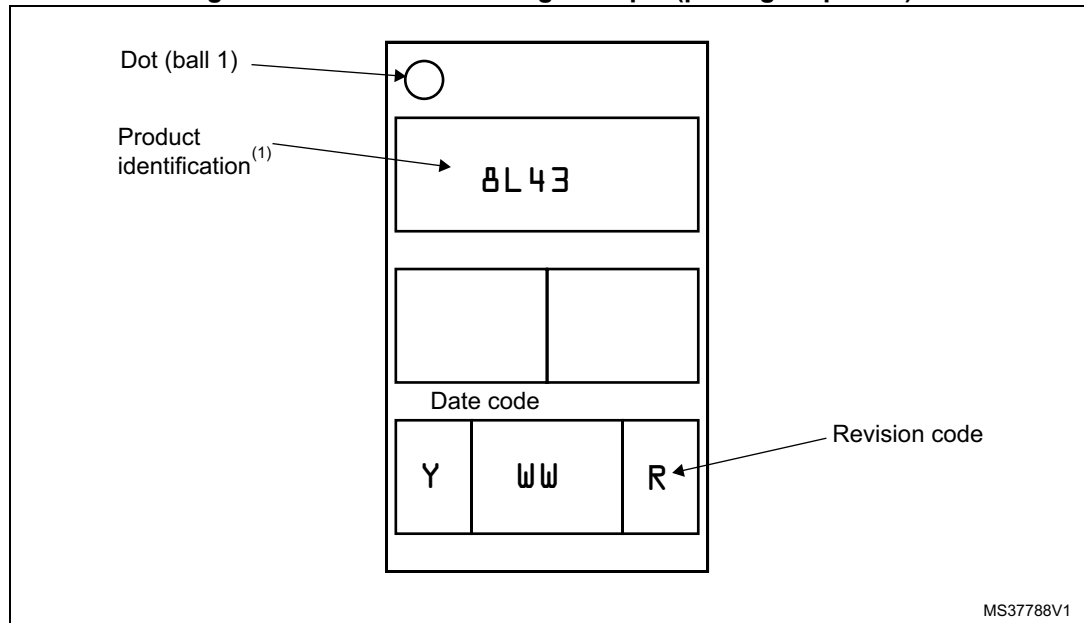 Dot (ball 1)
Product
identification(1)
8L43
Date code
Y WW R
Revision code
MS37788V1